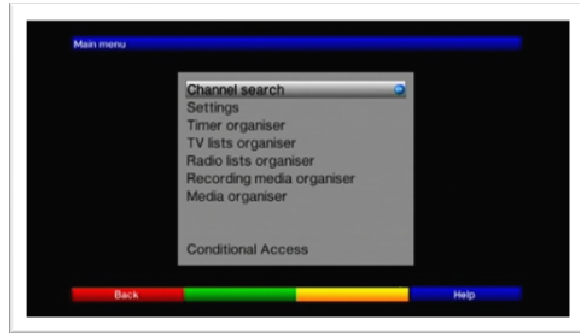 Main menu
Channel search
Settings
Timer organiser
TV lists organiser
Radio lists organiser
Recording media organiser
Media organiser
Conditional Access
Back Help